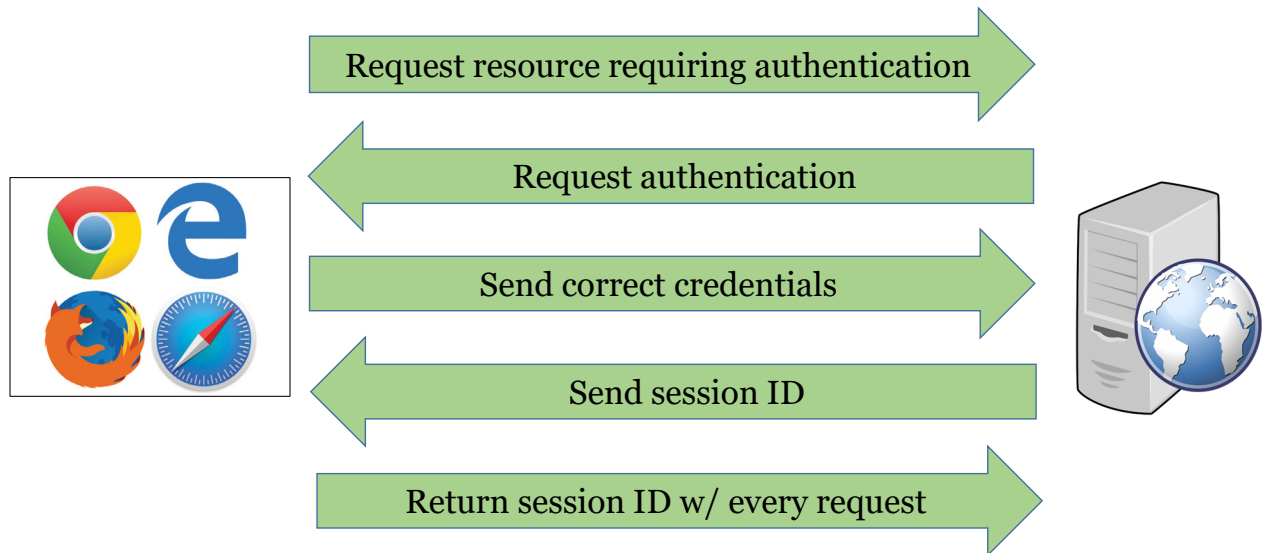 Request resource requiring authentication
Request authentication
Send correct credentials
Send session ID
Return session ID w/ every request